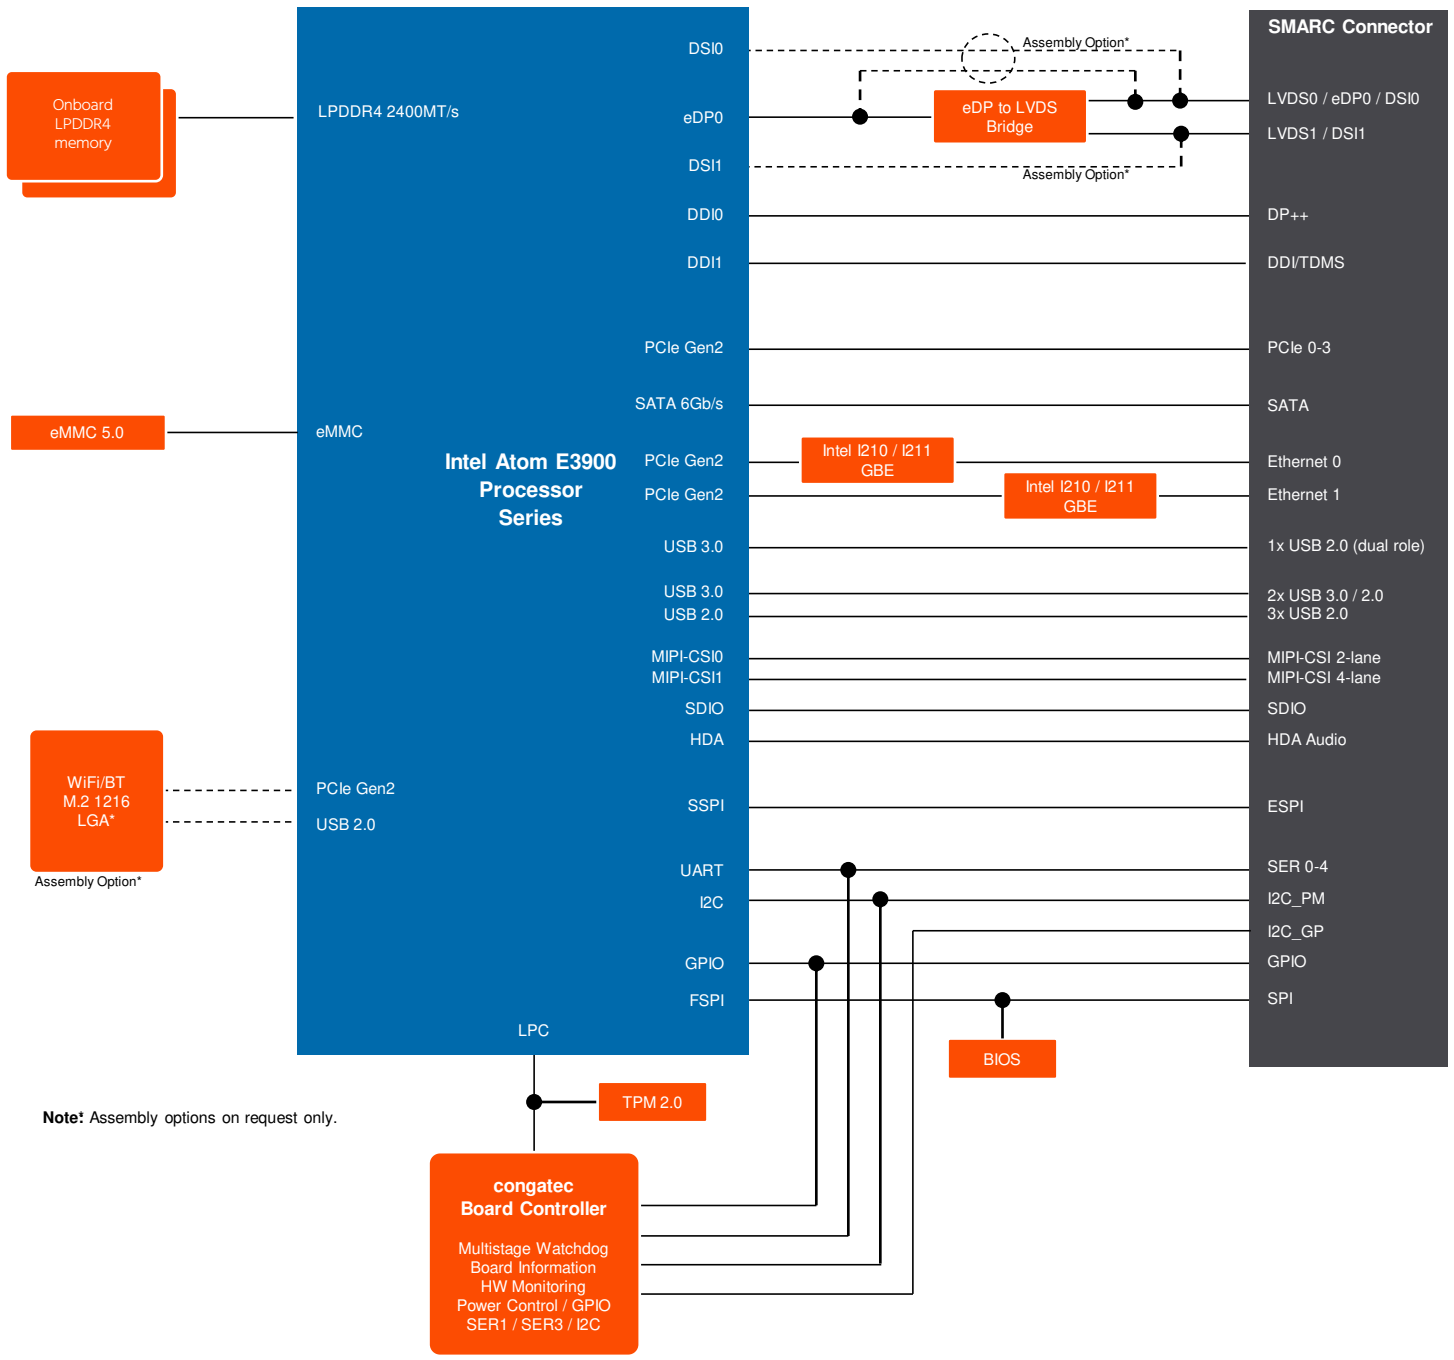 SMARC Connector
DSI0
Assembly Option*
Onboard
LPDDR4
memory
LPDDR4 2400MT/s
eDP0
eDP to LVDS
Bridge
LVDS0 / eDP0 / DSI0
LVDS1 / DSI1
DSI1
Assembly Option*
DDI0
DP++
DDI1
DDI/TDMS
PCIe Gen2
PCIe 0-3
SATA 6Gb/s
SATA
eMMC 5.0
eMMC
Intel Atom E3900
Processor
Series
PCIe Gen2
Intel I210 / I211
GBE
Ethernet 0
PCIe Gen2
Intel I210 / I211
GBE
Ethernet 1
USB 3.0
1x USB 2.0 (dual role)
USB 3.0
2x USB 3.0 / 2.0
USB 2.0
3x USB 2.0
MIPI-CSI0
MIPI-CSI 2-lane
MIPI-CSI1
MIPI-CSI 4-lane
SDIO
SDIO
HDA
HDA Audio
WiFi/BT
M.2 1216
LGA*
Assembly Option*
PCIe Gen2
USB 2.0
SSPI
ESPI
UART
SER 0-4
I2C
I2C_PM
I2C_GP
GPIO
GPIO
FSPI
SPI
LPC
BIOS
TPM 2.0
Note*: Assembly options on request only.
congatec
Board Controller
Multistage Watchdog
Board Information
HW Monitoring
Power Control / GPIO
SER1 / SER3 / I2C